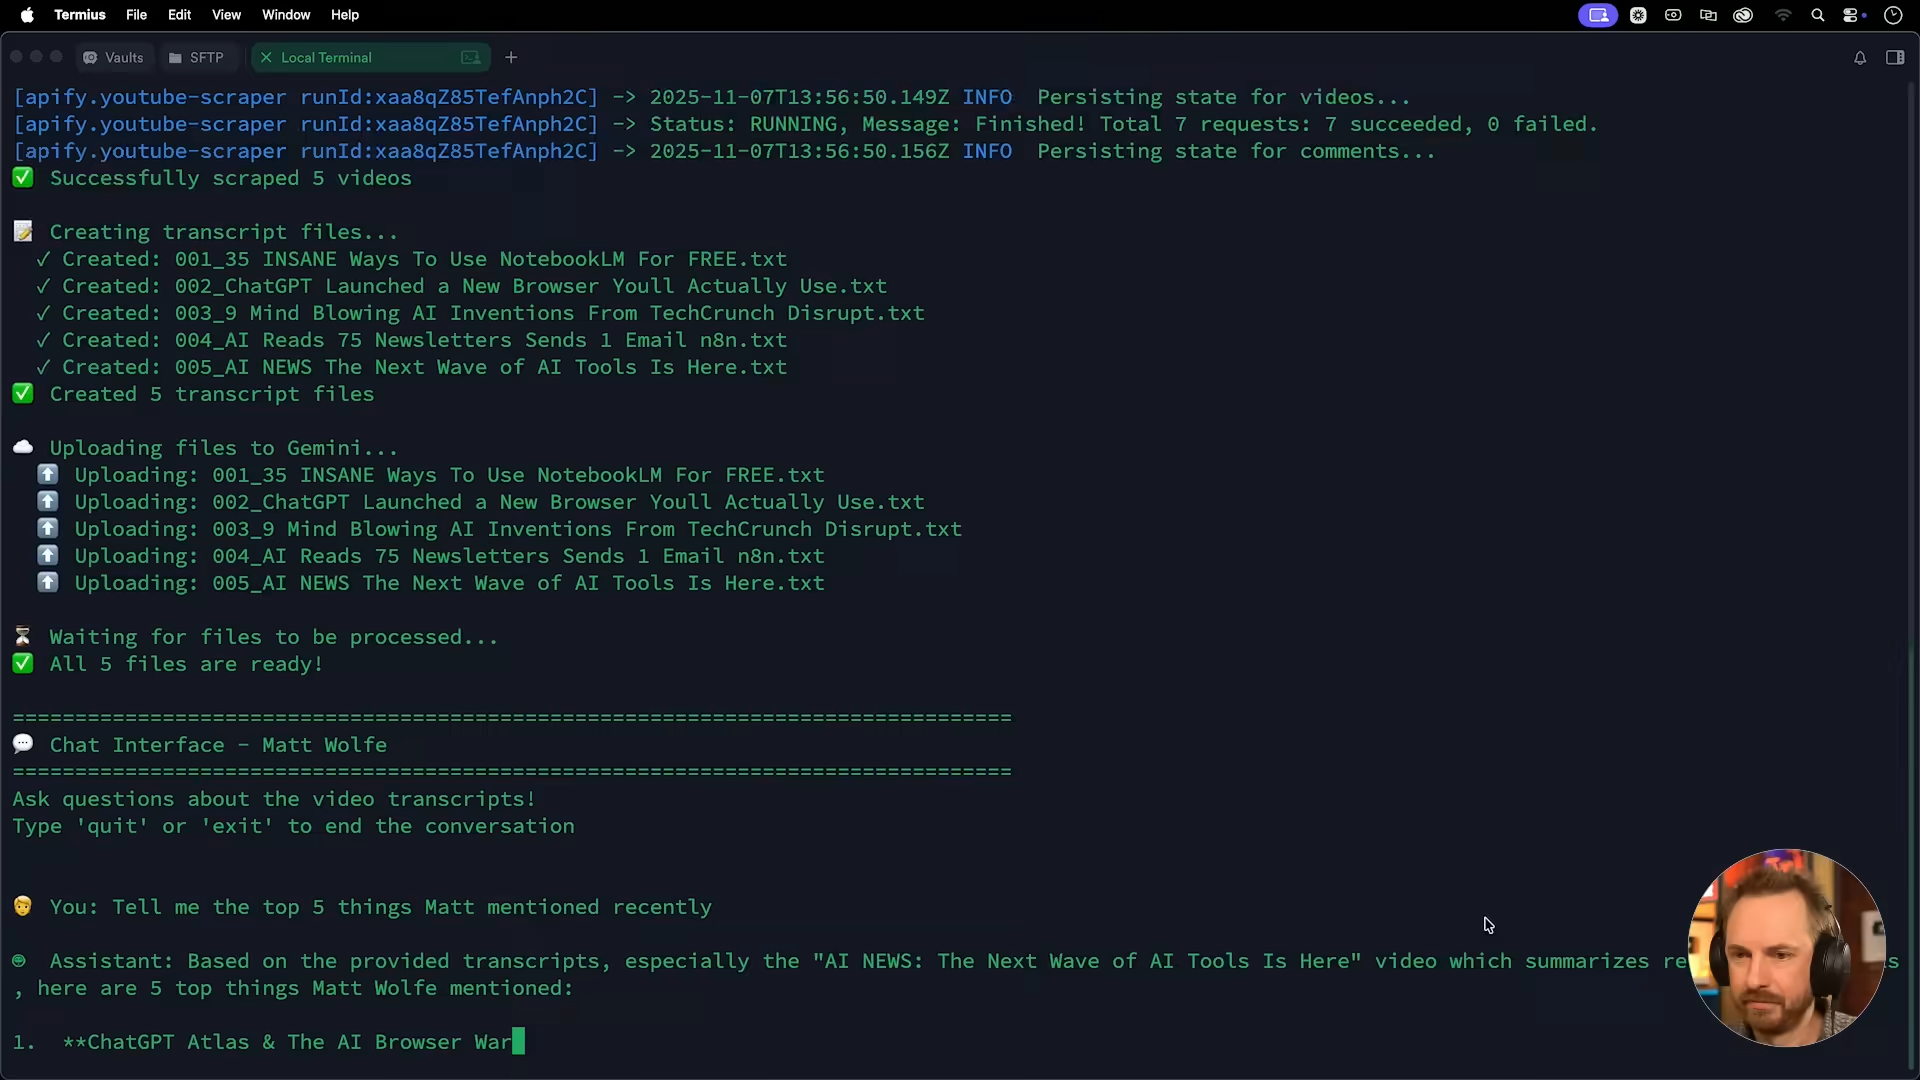 Termius File Edit View Window Help
Vaults SFTP Local Terminal
[apify.youtube-scraper runId:xaa8qZ85TefAnph2C] -> 2025-11-07T13:56:50.149Z INFO Persisting state for videos...
[apify.youtube-scraper runId:xaa8qZ85TefAnph2C] -> Status: RUNNING, Message: Finished! Total 7 requests: 7 succeeded, 0 failed.
[apify.youtube-scraper runId:xaa8qZ85TefAnph2C] -> 2025-11-07T13:56:50.156Z INFO Persisting state for comments...
✅ Successfully scraped 5 videos
📝 Creating transcript files...
✓ Created: 001_35 INSANE Ways To Use NotebookLM For FREE.txt
✓ Created: 002_ChatGPT Launched a New Browser Youll Actually Use.txt
✓ Created: 003_9 Mind Blowing AI Inventions From TechCrunch Disrupt.txt
✓ Created: 004_AI Reads 75 Newsletters Sends 1 Email n8n.txt
✓ Created: 005_AI NEWS The Next Wave of AI Tools Is Here.txt
✅ Created 5 transcript files
☁️ Uploading files to Gemini...
⬆️ Uploading: 001_35 INSANE Ways To Use NotebookLM For FREE.txt
⬆️ Uploading: 002_ChatGPT Launched a New Browser Youll Actually Use.txt
⬆️ Uploading: 003_9 Mind Blowing AI Inventions From TechCrunch Disrupt.txt
⬆️ Uploading: 004_AI Reads 75 Newsletters Sends 1 Email n8n.txt
⬆️ Uploading: 005_AI NEWS The Next Wave of AI Tools Is Here.txt
⏳ Waiting for files to be processed...
✅ All 5 files are ready!
================================================================================
💬 Chat Interface - Matt Wolfe
================================================================================
Ask questions about the video transcripts!
Type 'quit' or 'exit' to end the conversation
🧑 You: Tell me the top 5 things Matt mentioned recently
🤖 Assistant: Based on the provided transcripts, especially the "AI NEWS: The Next Wave of AI Tools Is Here" video which summarizes
, here are 5 top things Matt Wolfe mentioned:
1. **ChatGPT Atlas & The AI Browser War